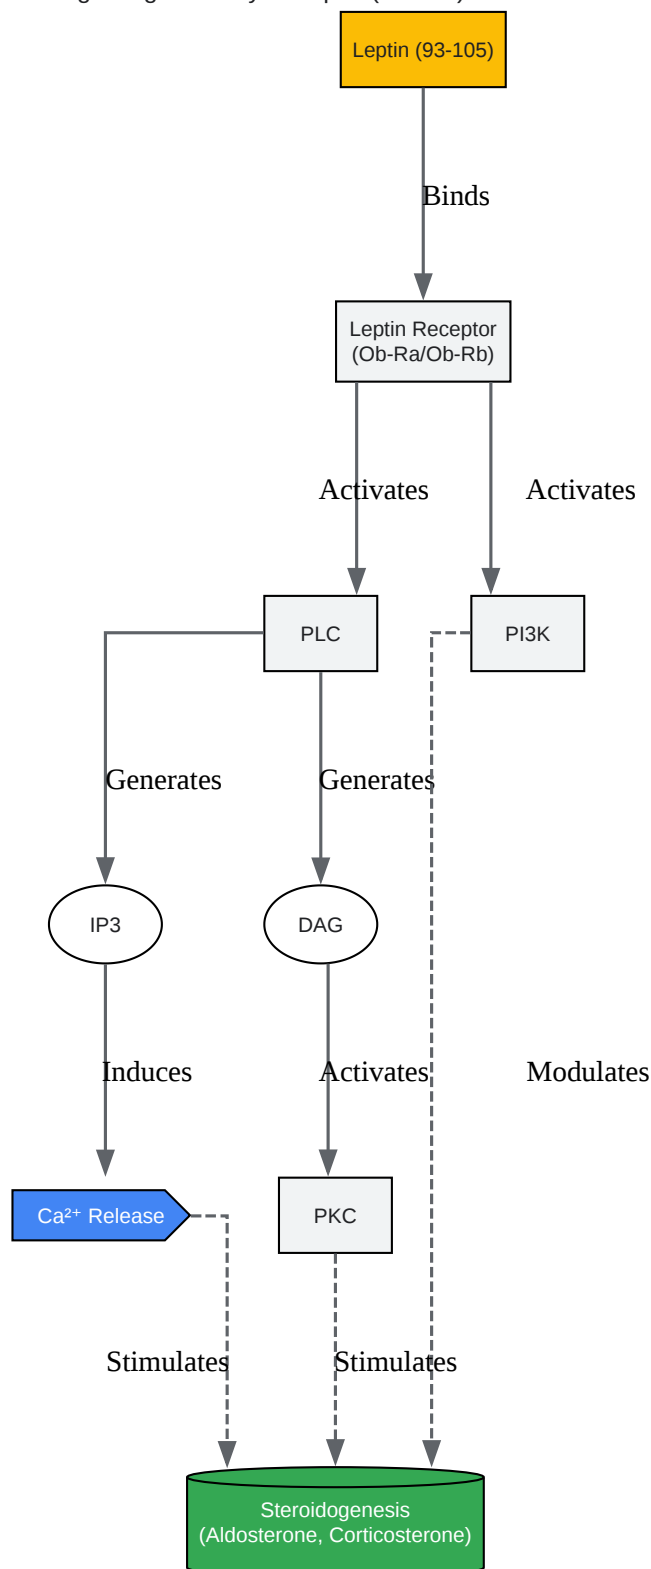 Leptin (93-105)
Binds
Leptin Receptor
(Ob-Ra/Ob-Rb)
Activates
Activates
PLC
PI3K
Generates
Generates
IP3
DAG
Induces
Activates
Modulates
Ca²⁺ Release
PKC
Stimulates
Stimulates
Steroidogenesis
(Aldosterone, Corticosterone)